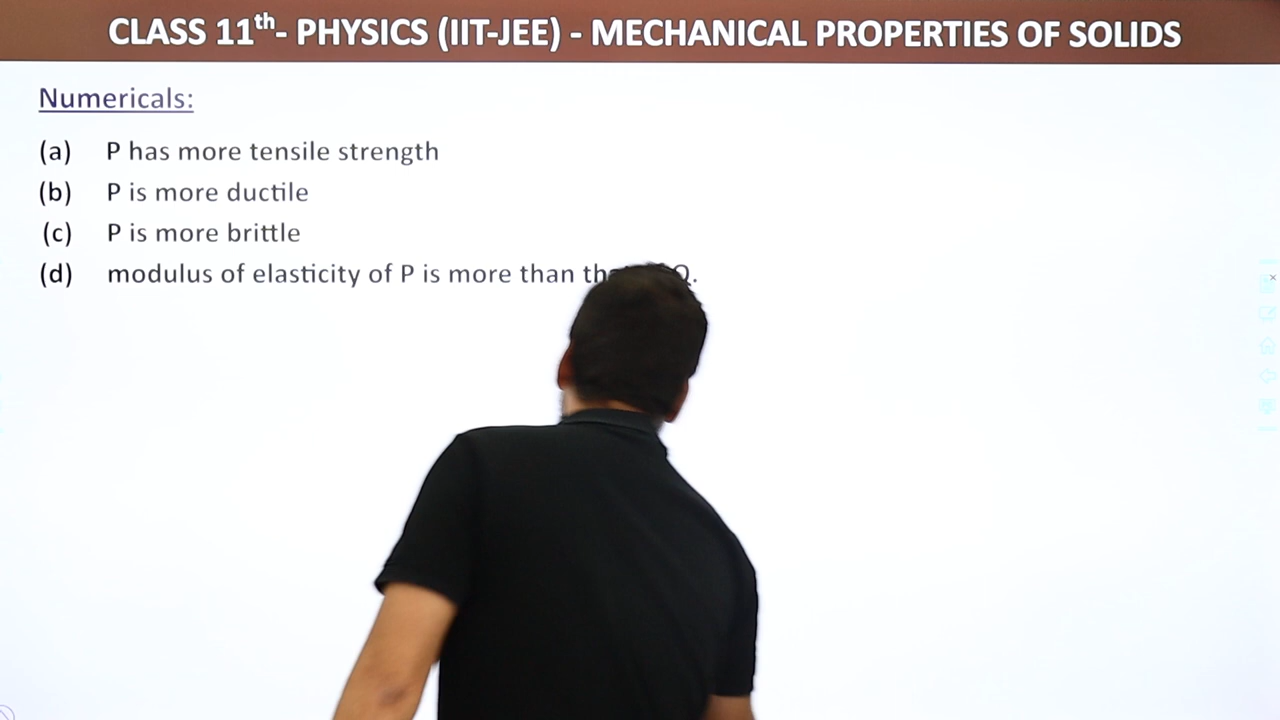 CLASS 11th- PHYSICS (IIT-JEE) - MECHANICAL PROPERTIES OF SOLIDS
Numericals:
(a) P has more tensile strength
(b) P is more ductile
(c) P is more brittle
(d) modulus of elasticity of P is more than Q.